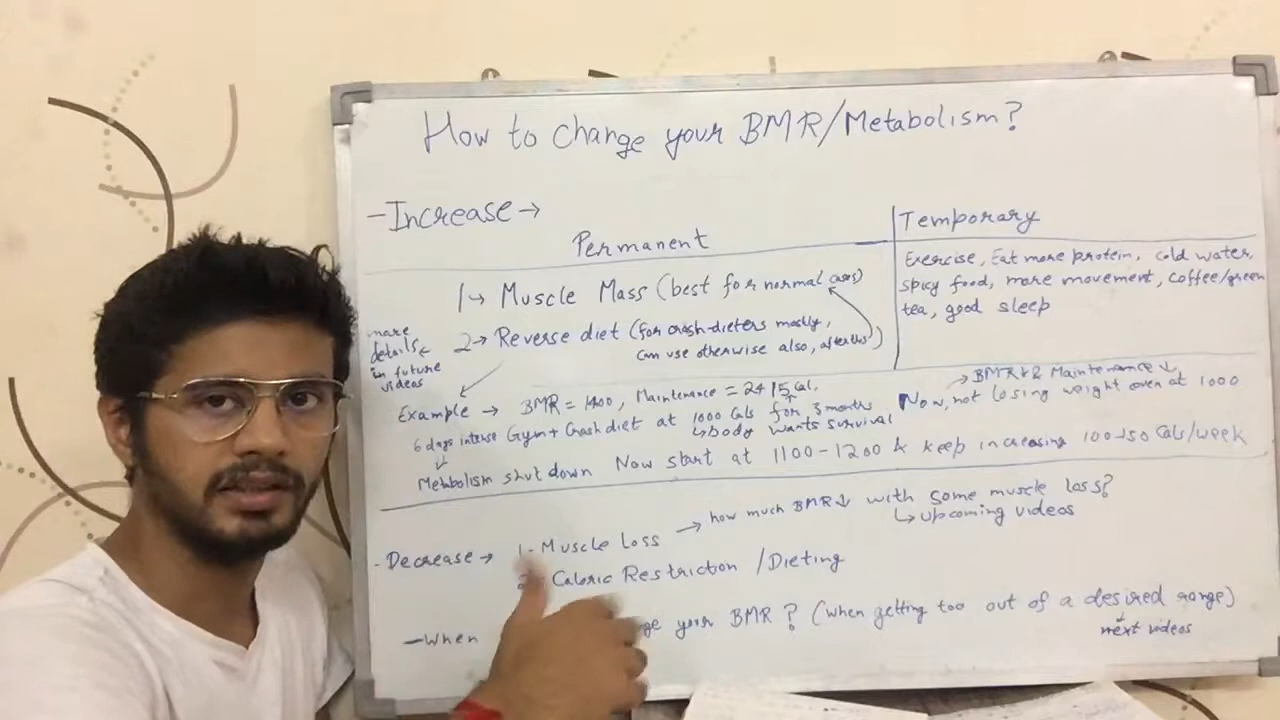 How to change your BMR/Metabolism?
- Increase →
Permanent
Temporary
1→ Muscle Mass (best for normal cases)
2→ Reverse diet (for crash-dieters mostly,
can use otherwise also, after this)
more
details ←
in future
videos
Exercise, Eat more protein, cold water,
spicy food, more movement, coffee/green
tea, good sleep
Example → BMR = 1400, Maintenance = 2415 Cal.
6 days intense Gym + Crash diet at 1000 Cals for 3 months
↳ body wants survival
→ BMR↓ & Maintenance ↓
Now, not losing weight even at 1000
Metabolism shut down Now start at 1100-1200 & keep increasing 100-150 Cals/week
- Decrease → 1- Muscle Loss → how much BMR↓ with some muscle loss?
↳ upcoming videos
2- Caloric Restriction / Dieting
- When your BMR ? (when getting too out of a desired range)
↓
next videos